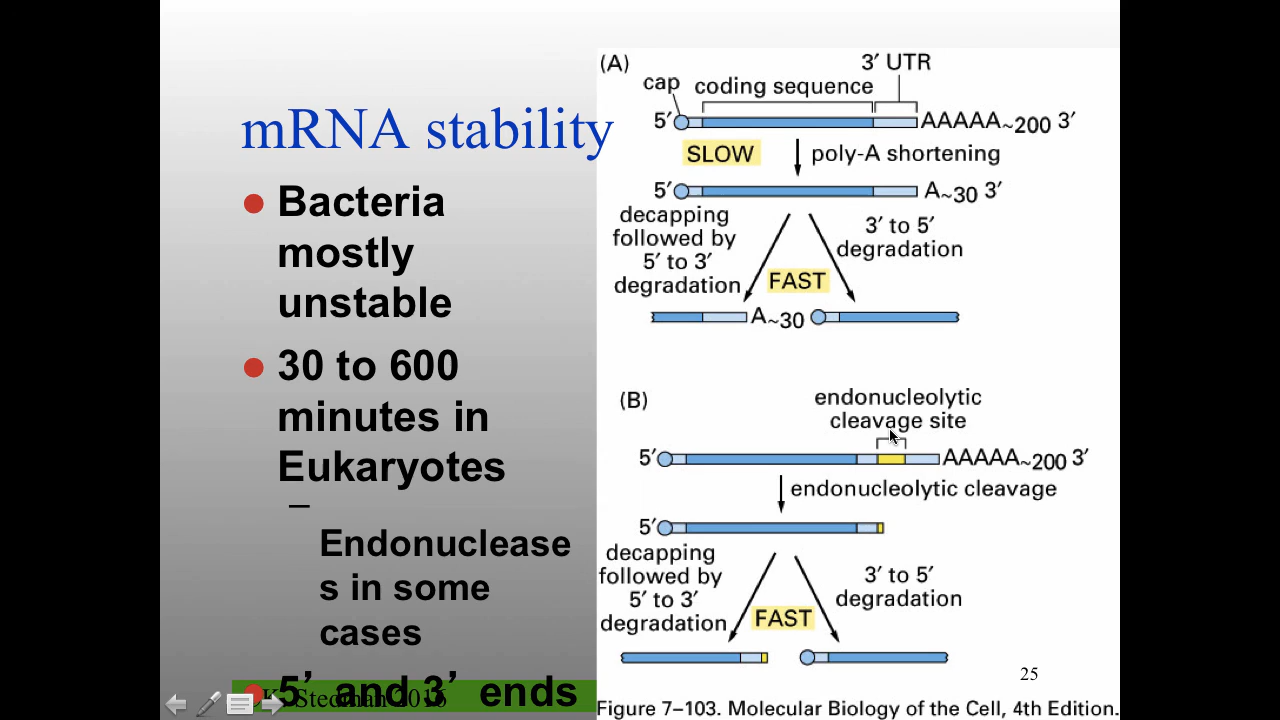 mRNA stability
Bacteria
mostly
unstable
30 to 600
minutes in
Eukaryotes
–
Endonuclease
s in some
cases
5’ and 3’ ends
K. Stedman 2016
(A)
3′ UTR
cap
coding sequence
5′ AAAAA~200 3′
SLOW
poly-A shortening
5′ A~30 3′
decapping
followed by
5′ to 3′
degradation
3′ to 5′
degradation
FAST
A~30
(B)
endonucleolytic
cleavage site
5′ AAAAA~200 3′
endonucleolytic cleavage
5′
decapping
followed by
5′ to 3′
degradation
3′ to 5′
degradation
FAST
25
Figure 7–103. Molecular Biology of the Cell, 4th Edition.